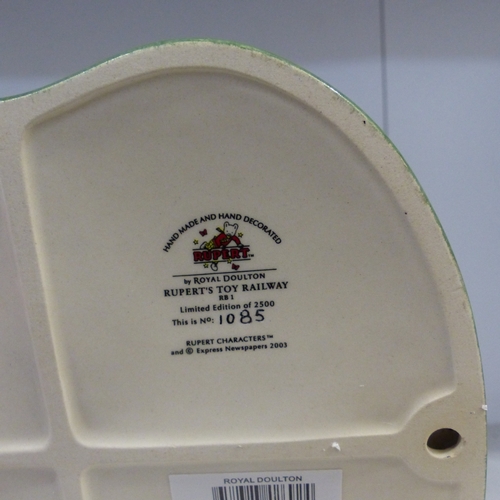 HAND MADE AND HAND DECORATED
RUPERT™
by ROYAL DOULTON
RUPERT'S TOY RAILWAY
RB 1
Limited Edition of 2500
This is No: 1085
RUPERT CHARACTERS™
and © Express Newspapers 2003
ROYAL DOULTON